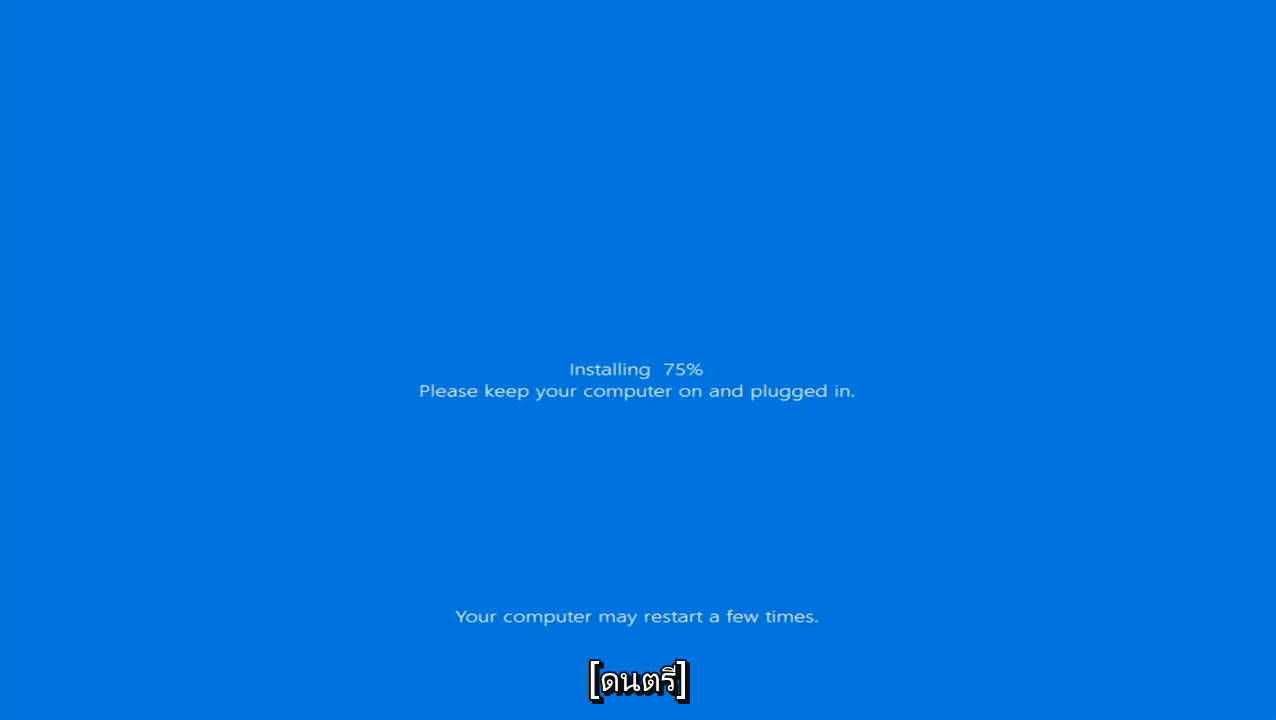 Installing 75%
Please keep your computer on and plugged in.
Your computer may restart a few times.
[ดนตรี]